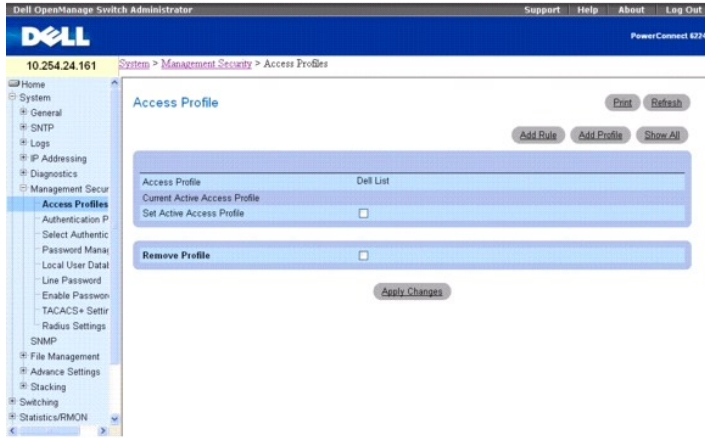 Dell OpenManage Switch Administrator
Support Help About Log Out
DELL
PowerConnect 6224
10.254.24.161
System > Management Security > Access Profiles
Home
System
General
SNTP
Logs
IP Addressing
Diagnostics
Management Secur
Access Profiles
Authentication P
Select Authentic
Password Manag
Local User Datab
Line Password
Enable Passwor
TACACS+ Settin
Radius Settings
SNMP
File Management
Advance Settings
Stacking
Switching
Statistics/RMON
Access Profile
Print Refresh
Add Rule Add Profile Show All
Access Profile Dell List
Current Active Access Profile
Set Active Access Profile
Remove Profile
Apply Changes